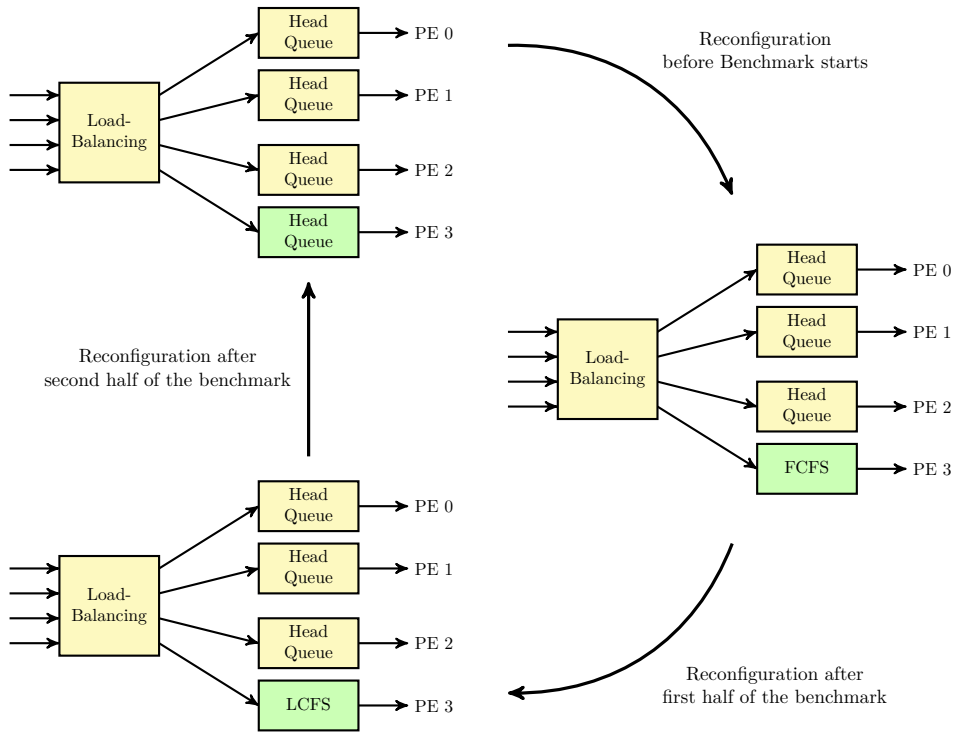 Head
Queue
PE 0
Head
Queue
PE 1
Load-
Balancing
Head
Queue
PE 2
Head
Queue
PE 3
Reconfiguration
before Benchmark starts
Head
Queue
PE 0
Head
Queue
PE 1
Load-
Balancing
Head
Queue
PE 2
FCFS
PE 3
Reconfiguration after
second half of the benchmark
Head
Queue
PE 0
Head
Queue
PE 1
Load-
Balancing
Head
Queue
PE 2
LCFS
PE 3
Reconfiguration after
first half of the benchmark